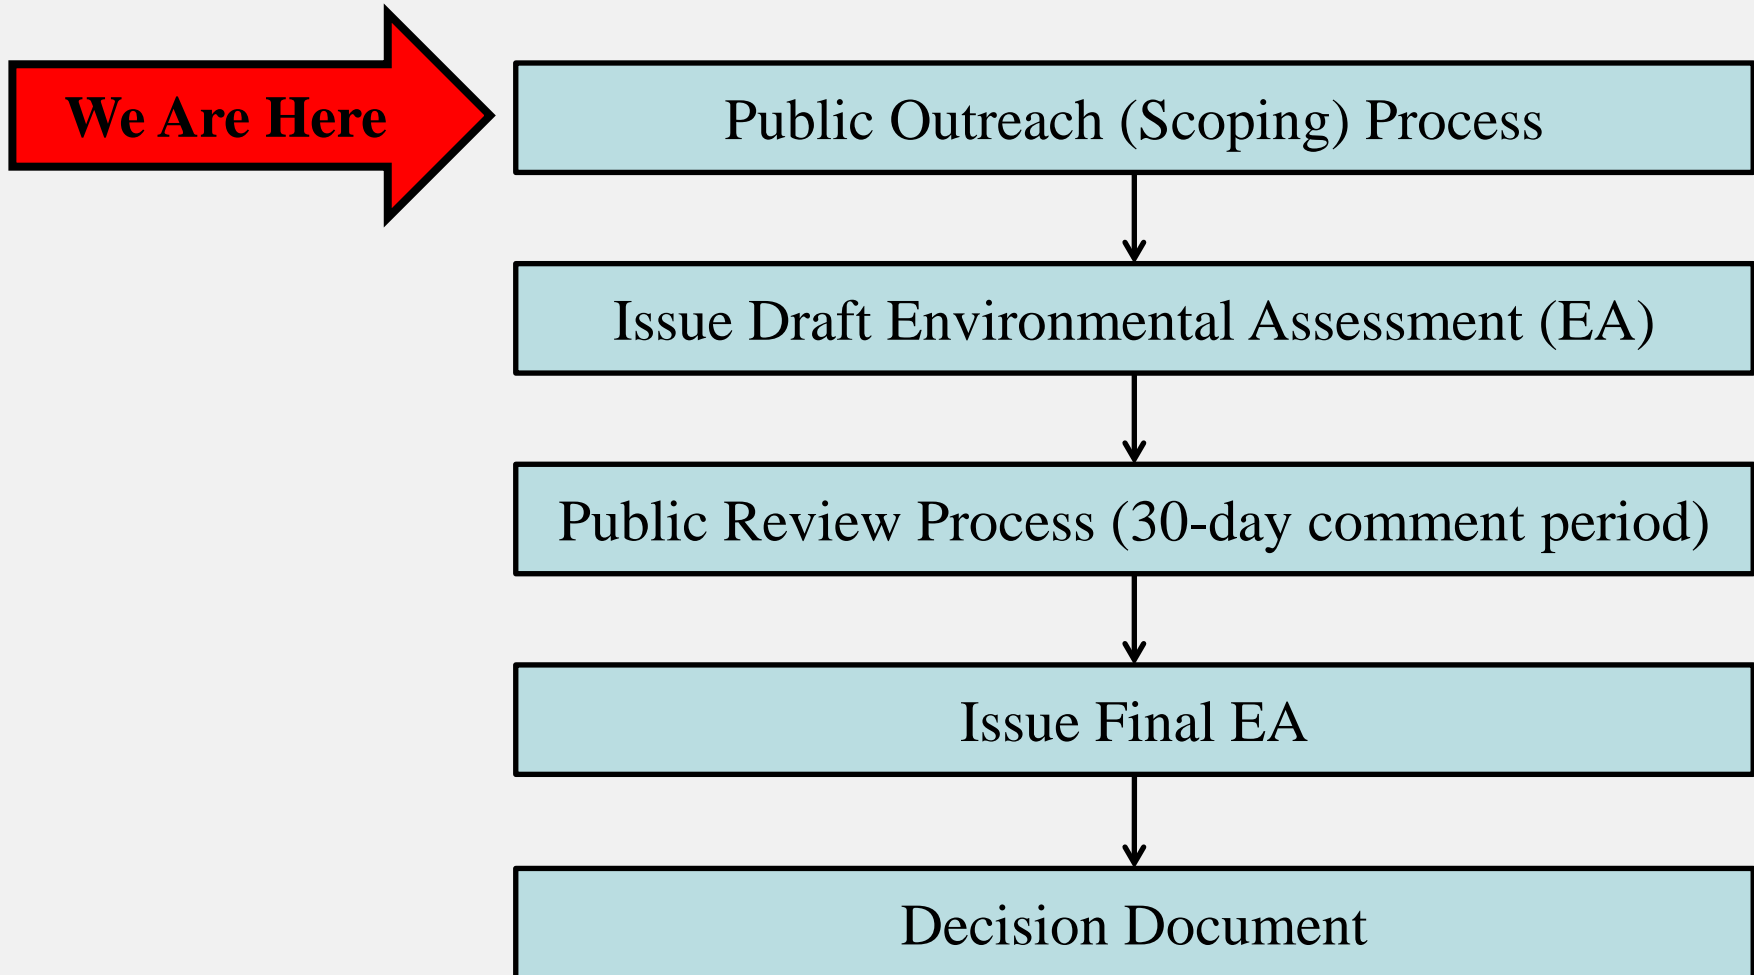 We Are Here
Public Outreach (Scoping) Process
Issue Draft Environmental Assessment (EA)
Public Review Process (30-day comment period)
Issue Final EA
Decision Document